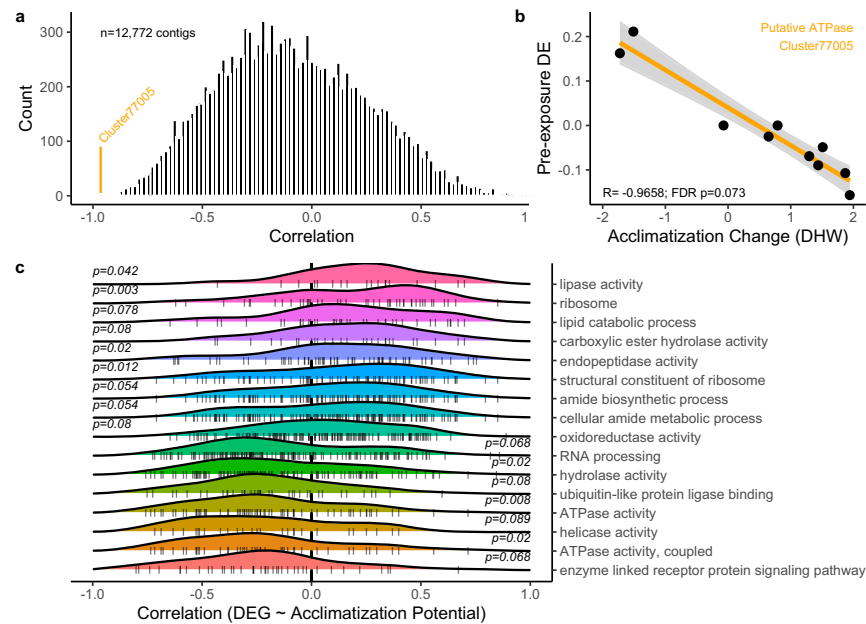 a
n=12,772 contigs
Cluster77005
Count
300
200
100
0
-1.0
-0.5
0.0
0.5
1
Correlation
b
Putative ATPase
Cluster77005
Pre-exposure DE
0.2
0.1
0.0
-0.1
R= -0.9658; FDR p=0.073
-2
-1
0
1
2
Acclimatization Change (DHW)
c
p=0.042
lipase activity
p=0.003
ribosome
p=0.078
lipid catabolic process
p=0.08
carboxylic ester hydrolase activity
p=0.02
endopeptidase activity
p=0.012
structural constituent of ribosome
p=0.054
amide biosynthetic process
p=0.054
cellular amide metabolic process
p=0.08
oxidoreductase activity
p=0.068
RNA processing
p=0.02
hydrolase activity
p=0.08
ubiquitin-like protein ligase binding
p=0.008
ATPase activity
p=0.089
helicase activity
p=0.02
ATPase activity, coupled
p=0.068
enzyme linked receptor protein signaling pathway
-1.0
-0.5
0.0
0.5
1.0
Correlation (DEG ~ Acclimatization Potential)